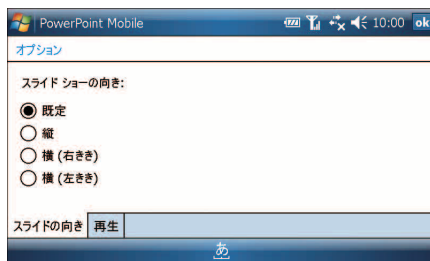 PowerPoint Mobile 10:00 ok
オプション
スライド ショーの向き:
既定
縦
横 (右きき)
横 (左きき)
スライドの向き 再生
あ